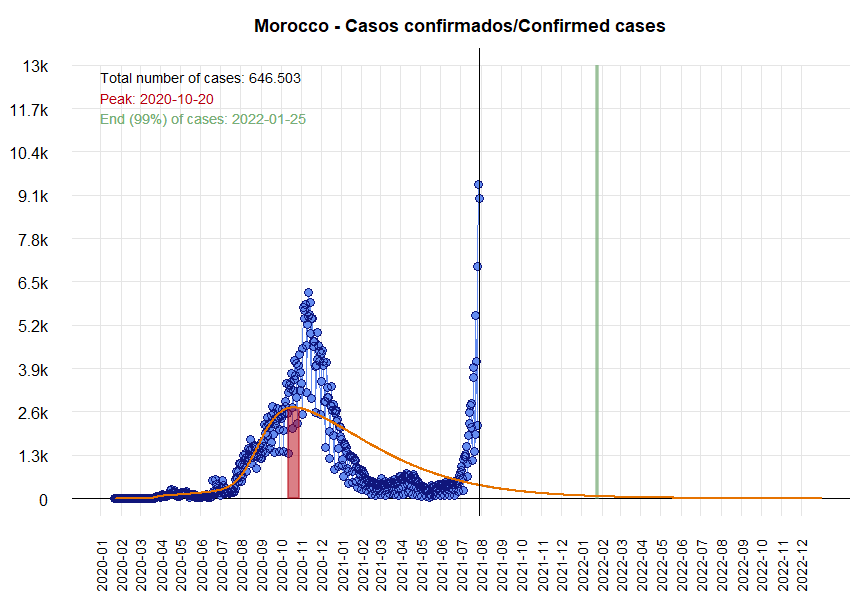 Morocco - Casos confirmados/Confirmed cases
13k
11.7k
10.4k
9.1k
7.8k
6.5k
5.2k
3.9k
2.6k
1.3k
0
Total number of cases: 646.503
Peak: 2020-10-20
End (99%) of cases: 2022-01-25
2020-01
2020-02
2020-03
2020-04
2020-05
2020-06
2020-07
2020-08
2020-09
2020-10
2020-11
2020-12
2021-01
2021-02
2021-03
2021-04
2021-05
2021-06
2021-07
2021-08
2021-09
2021-10
2021-11
2021-12
2022-01
2022-02
2022-03
2022-04
2022-05
2022-06
2022-07
2022-08
2022-09
2022-10
2022-11
2022-12